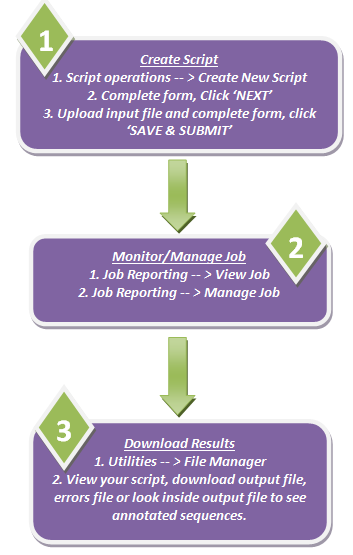 1
Create Script
1. Script operations -- > Create New Script
2. Complete form, Click ‘NEXT’
3. Upload input file and complete form, click
‘SAVE & SUBMIT’
2
Monitor/Manage Job
1. Job Reporting -- > View Job
2. Job Reporting -- > Manage Job
3
Download Results
1. Utilities -- > File Manager
2. View your script, download output file,
errors file or look inside output file to see
annotated sequences.